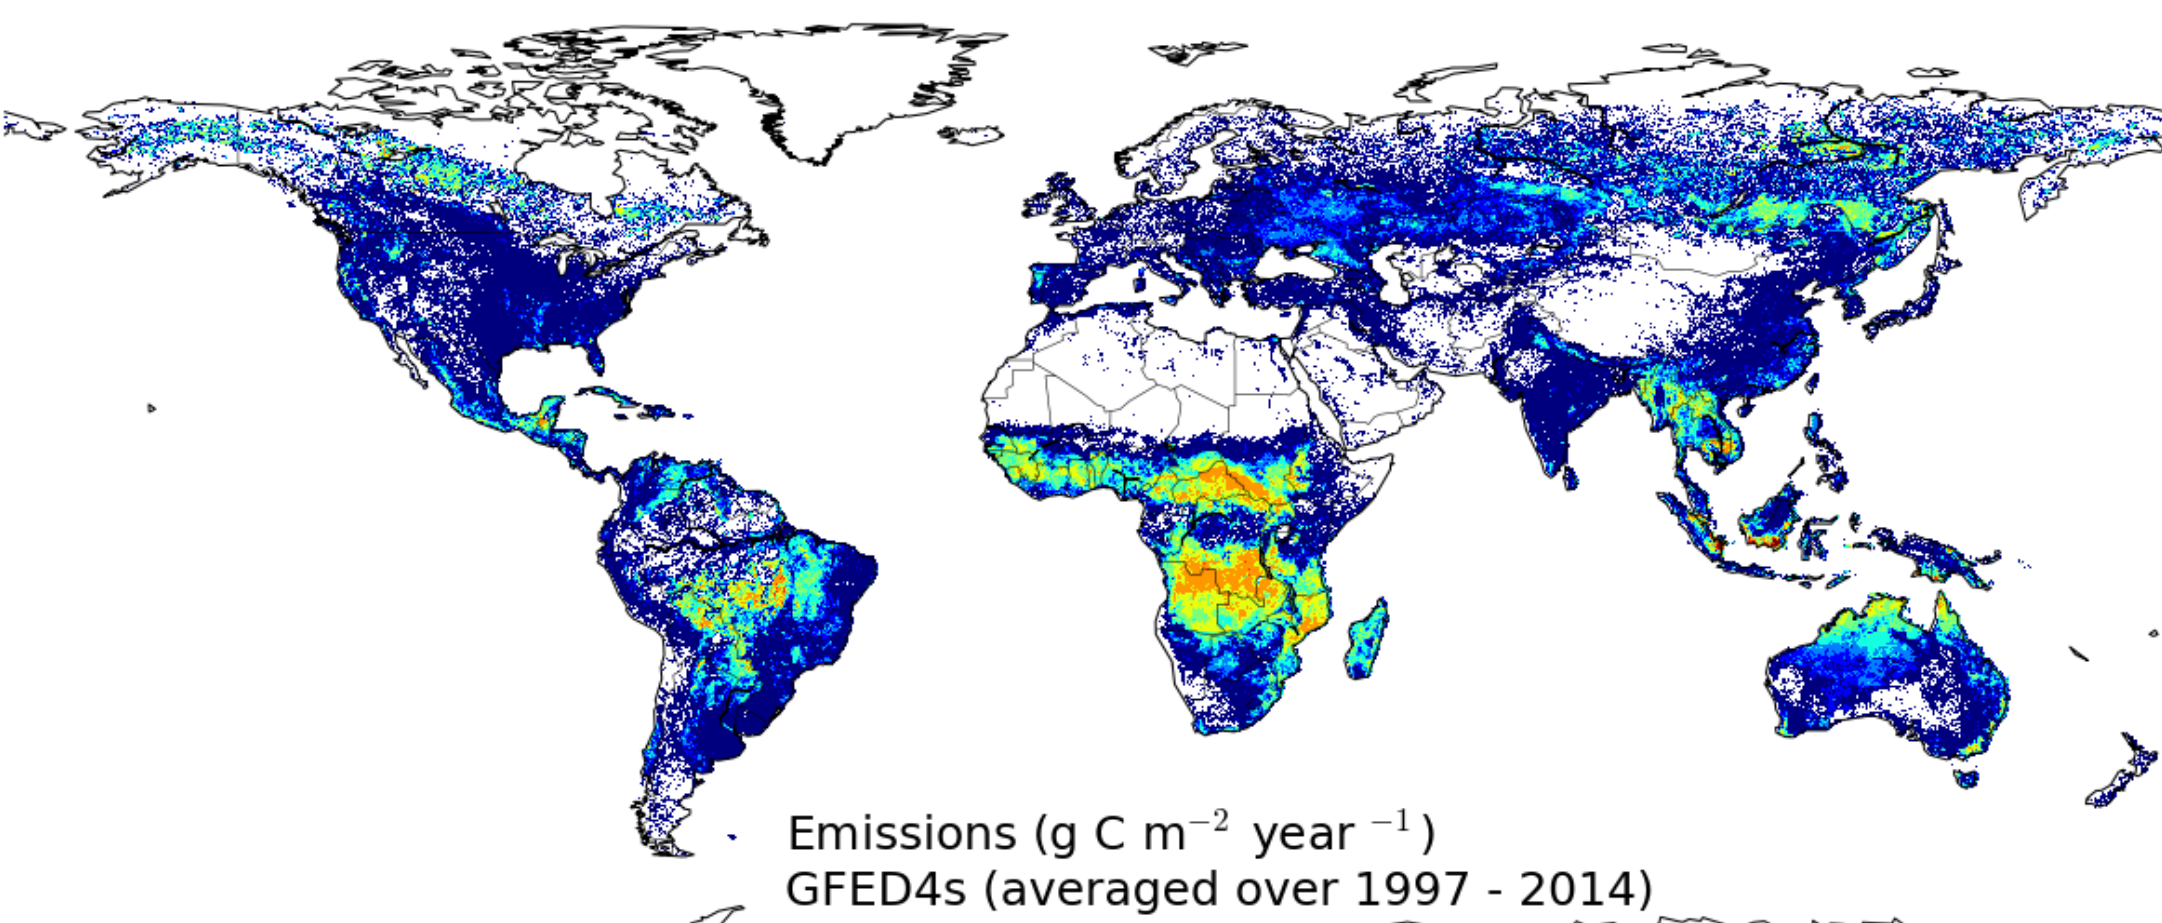 Emissions (g C m⁻² year ⁻¹)
GFED4s (averaged over 1997 - 2014)